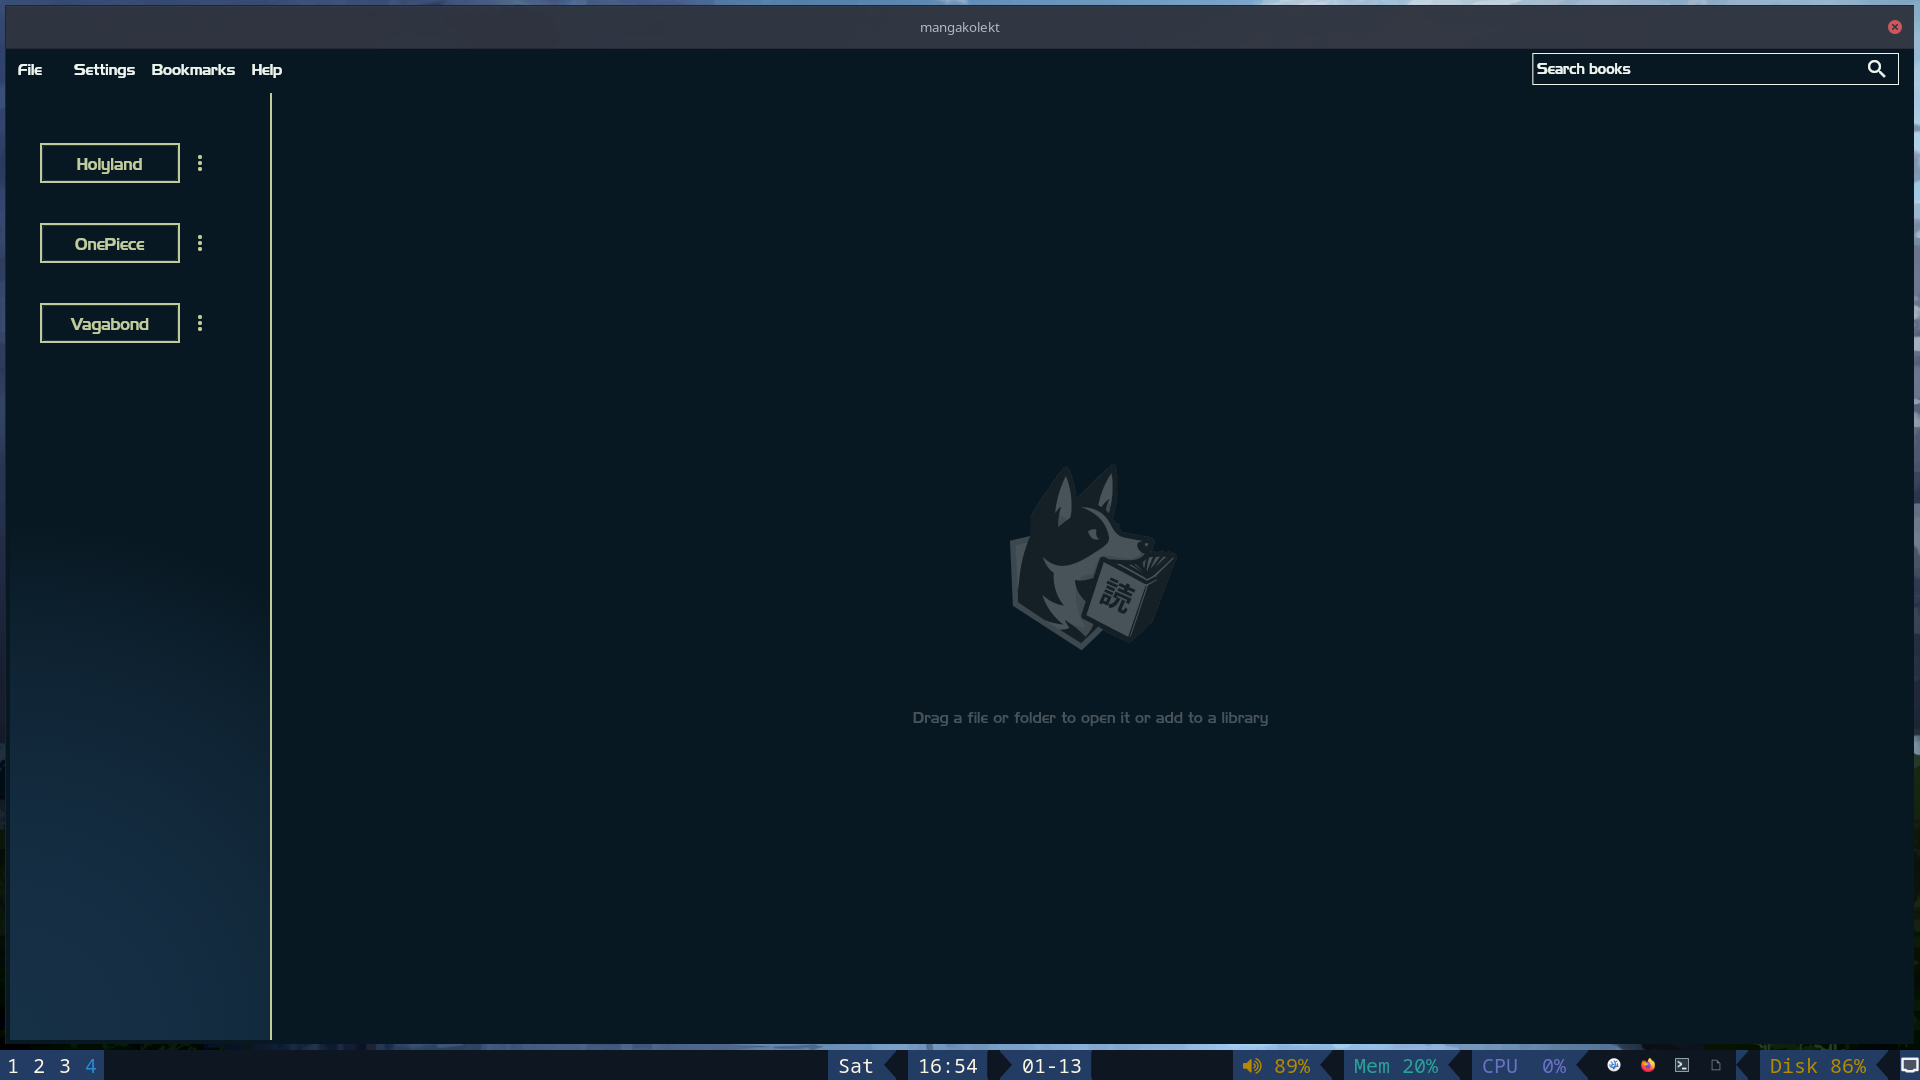 mangakolekt
File Settings Bookmarks Help Search books
Holyland
OnePiece
Vagabond
読
Drag a file or folder to open it or add to a library
1 2 3 4 Sat 16:54 01-13 89% Mem 20% CPU 0% Disk 86%